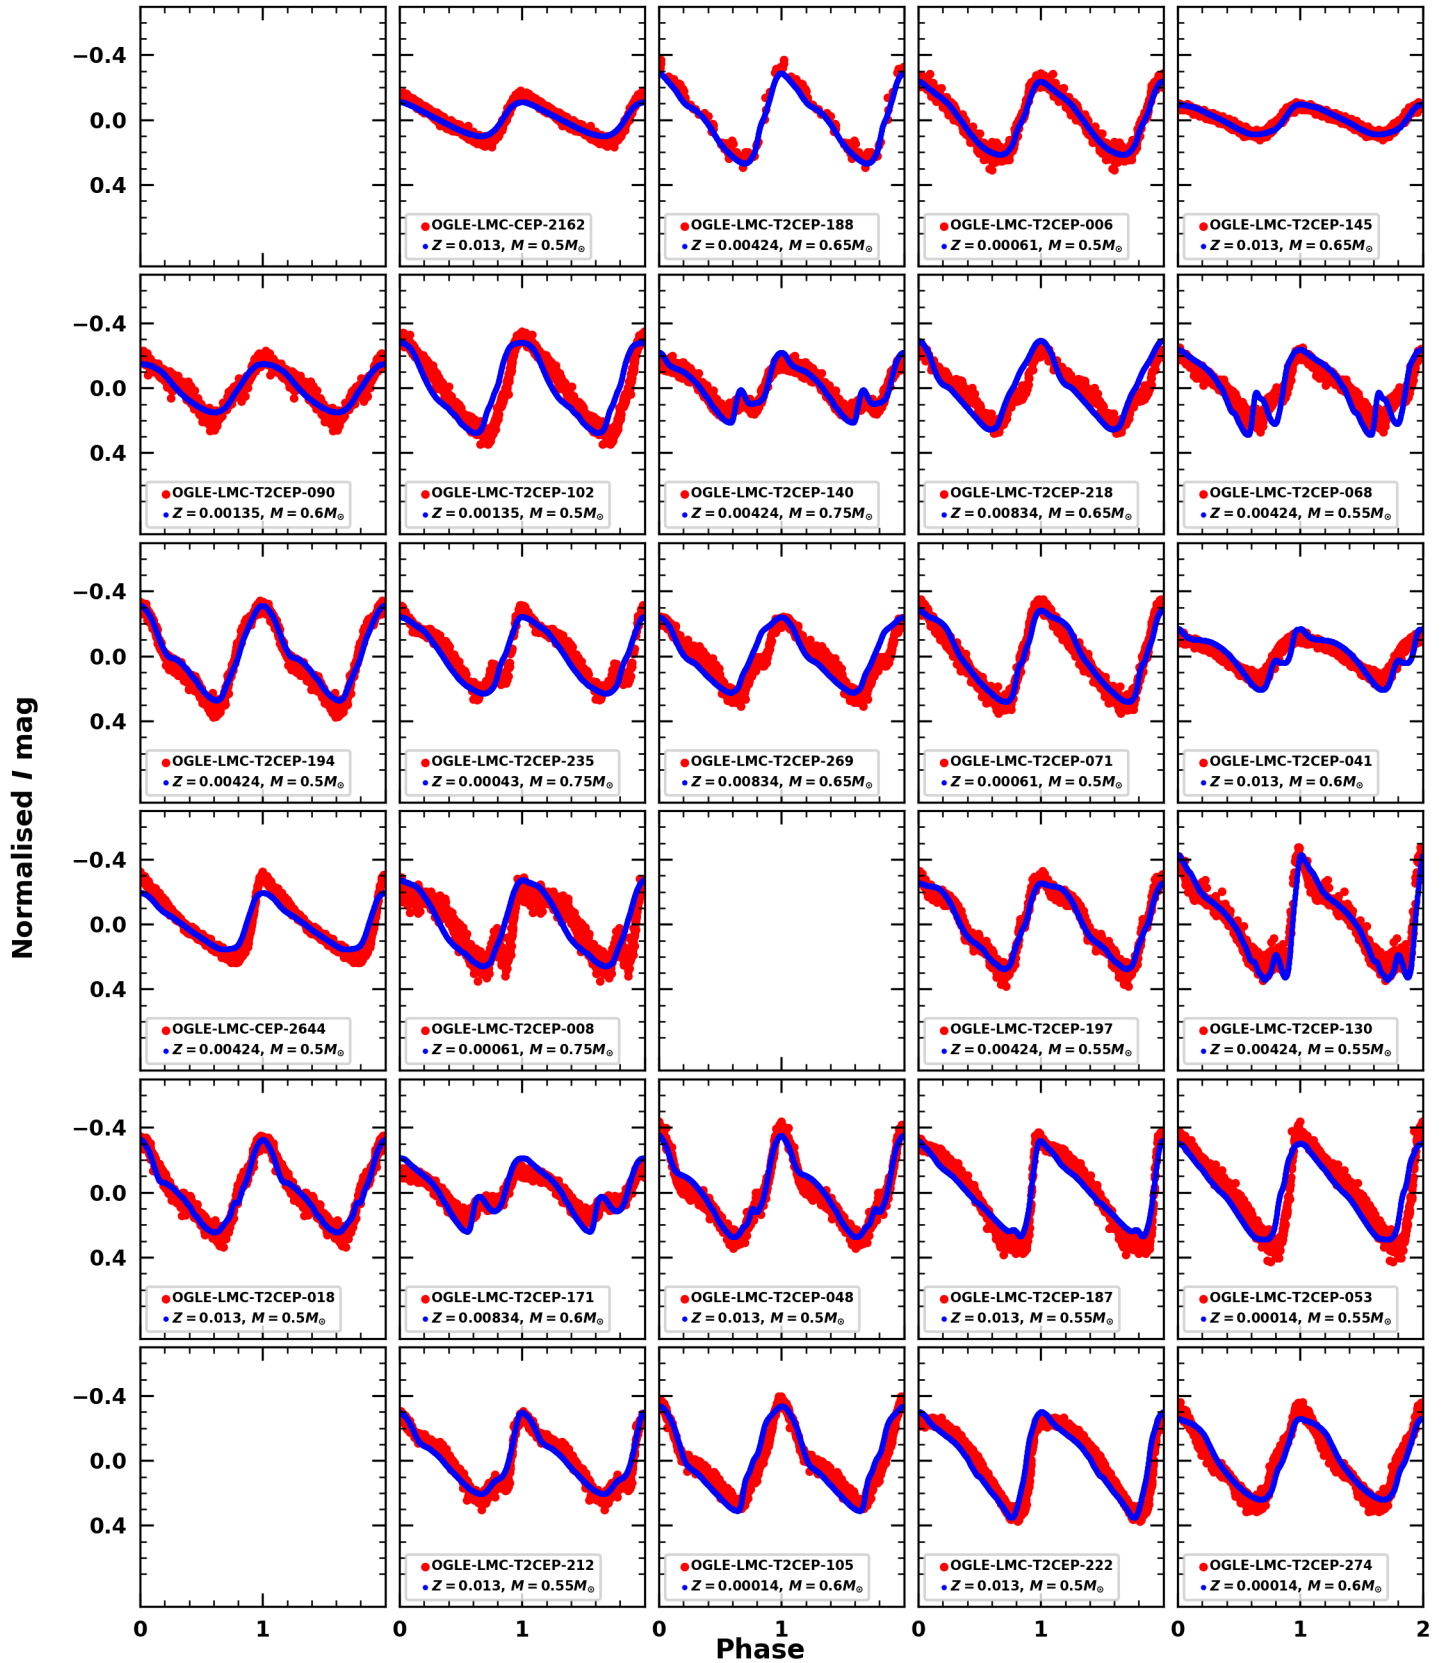 −0.4
0.0
0.4
OGLE-LMC-CEP-2162
Z = 0.013, M = 0.5M⊙
OGLE-LMC-T2CEP-188
Z = 0.00424, M = 0.65M⊙
OGLE-LMC-T2CEP-006
Z = 0.00061, M = 0.5M⊙
OGLE-LMC-T2CEP-145
Z = 0.013, M = 0.65M⊙
−0.4
0.0
0.4
OGLE-LMC-T2CEP-090
Z = 0.00135, M = 0.6M⊙
OGLE-LMC-T2CEP-102
Z = 0.00135, M = 0.5M⊙
OGLE-LMC-T2CEP-140
Z = 0.00424, M = 0.75M⊙
OGLE-LMC-T2CEP-218
Z = 0.00834, M = 0.65M⊙
OGLE-LMC-T2CEP-068
Z = 0.00424, M = 0.55M⊙
−0.4
0.0
0.4
OGLE-LMC-T2CEP-194
Z = 0.00424, M = 0.5M⊙
OGLE-LMC-T2CEP-235
Z = 0.00043, M = 0.75M⊙
OGLE-LMC-T2CEP-269
Z = 0.00834, M = 0.65M⊙
OGLE-LMC-T2CEP-071
Z = 0.00061, M = 0.5M⊙
OGLE-LMC-T2CEP-041
Z = 0.013, M = 0.6M⊙
Normalised I mag
−0.4
0.0
0.4
OGLE-LMC-CEP-2644
Z = 0.00424, M = 0.5M⊙
OGLE-LMC-T2CEP-008
Z = 0.00061, M = 0.75M⊙
OGLE-LMC-T2CEP-197
Z = 0.00424, M = 0.55M⊙
OGLE-LMC-T2CEP-130
Z = 0.00424, M = 0.55M⊙
−0.4
0.0
0.4
OGLE-LMC-T2CEP-018
Z = 0.013, M = 0.5M⊙
OGLE-LMC-T2CEP-171
Z = 0.00834, M = 0.6M⊙
OGLE-LMC-T2CEP-048
Z = 0.013, M = 0.5M⊙
OGLE-LMC-T2CEP-187
Z = 0.013, M = 0.55M⊙
OGLE-LMC-T2CEP-053
Z = 0.00014, M = 0.55M⊙
−0.4
0.0
0.4
OGLE-LMC-T2CEP-212
Z = 0.013, M = 0.55M⊙
OGLE-LMC-T2CEP-105
Z = 0.00014, M = 0.6M⊙
OGLE-LMC-T2CEP-222
Z = 0.013, M = 0.5M⊙
OGLE-LMC-T2CEP-274
Z = 0.00014, M = 0.6M⊙
0 1 0 1 0 1 0 1 0 1 2
Phase